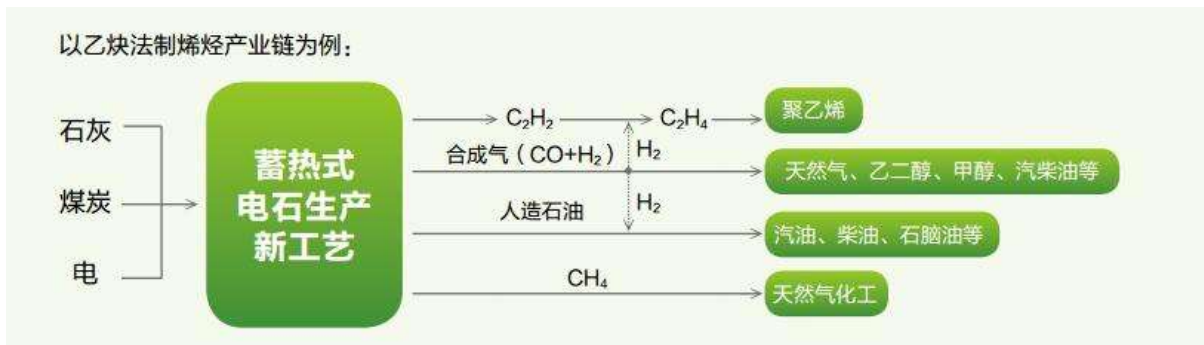 以乙炔法制烯烃产业链为例：
石灰
煤炭
电
蓄热式
电石生产
新工艺
C₂H₂
C₂H₄
聚乙烯
合成气（CO+H₂）
H₂
天然气、乙二醇、甲醇、汽柴油等
人造石油
H₂
汽油、柴油、石脑油等
CH₄
天然气化工